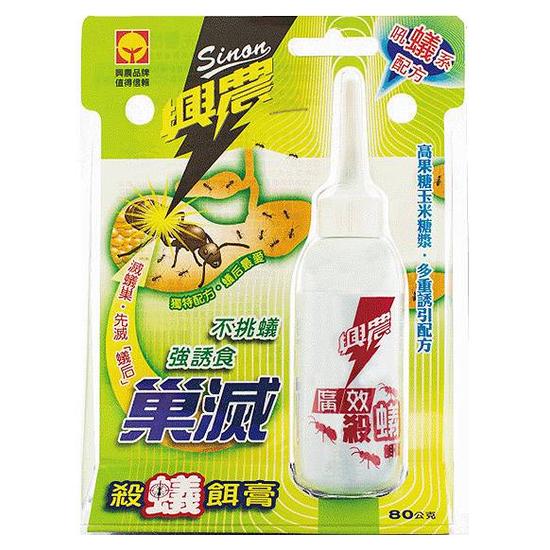 興農品牌
值得信賴
Sinon
興農
吼蟻系
配方
高果糖玉米糖漿·多重誘引配方
獨特配方·蟻后最愛
滅蟻巢·先滅「蟻后」
不挑蟻
強誘食
巢滅
殺蟻餌膏
興農
廣效
殺蟻
80公克